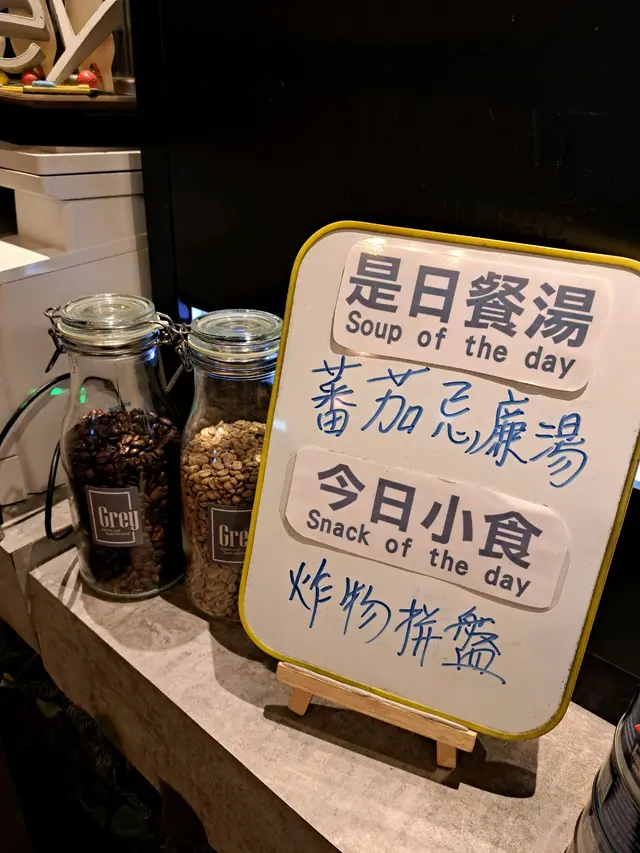 ey
是日餐湯
Soup of the day
蕃茄忌廉湯
今日小食
Snack of the day
炸物拼盤
Grey
Grey